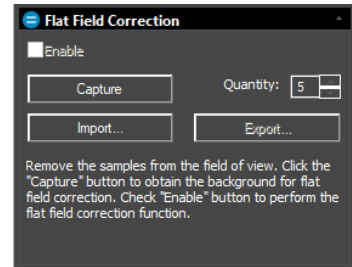 Flat Field Correction
Enable
Capture
Quantity: 5
Import...
Export...
Remove the samples from the field of view. Click the
"Capture" button to obtain the background for flat
field correction. Check "Enable" button to perform the
flat field correction function.